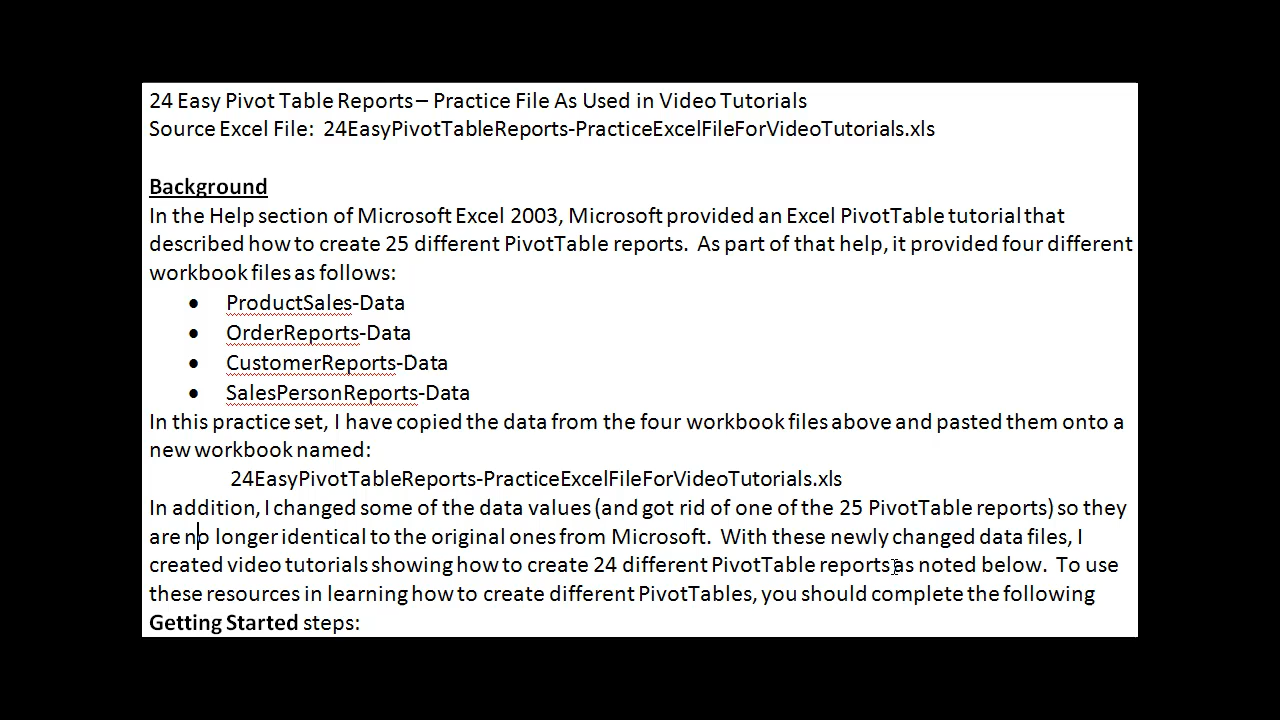 24 Easy Pivot Table Reports – Practice File As Used in Video Tutorials
Source Excel File:  24EasyPivotTableReports-PracticeExcelFileForVideoTutorials.xls
Background
In the Help section of Microsoft Excel 2003, Microsoft provided an Excel PivotTable tutorial that
described how to create 25 different PivotTable reports.  As part of that help, it provided four different
workbook files as follows:
• ProductSales-Data
• OrderReports-Data
• CustomerReports-Data
• SalesPersonReports-Data
In this practice set, I have copied the data from the four workbook files above and pasted them onto a
new workbook named:
24EasyPivotTableReports-PracticeExcelFileForVideoTutorials.xls
In addition, I changed some of the data values (and got rid of one of the 25 PivotTable reports) so they
are no longer identical to the original ones from Microsoft.  With these newly changed data files, I
created video tutorials showing how to create 24 different PivotTable reports as noted below.  To use
these resources in learning how to create different PivotTables, you should complete the following
Getting Started steps: